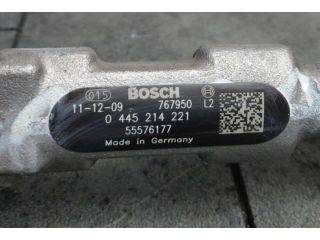 015 BOSCH
11-12-09 767950 L2
0 445 214 221
55576177
Made in Germany